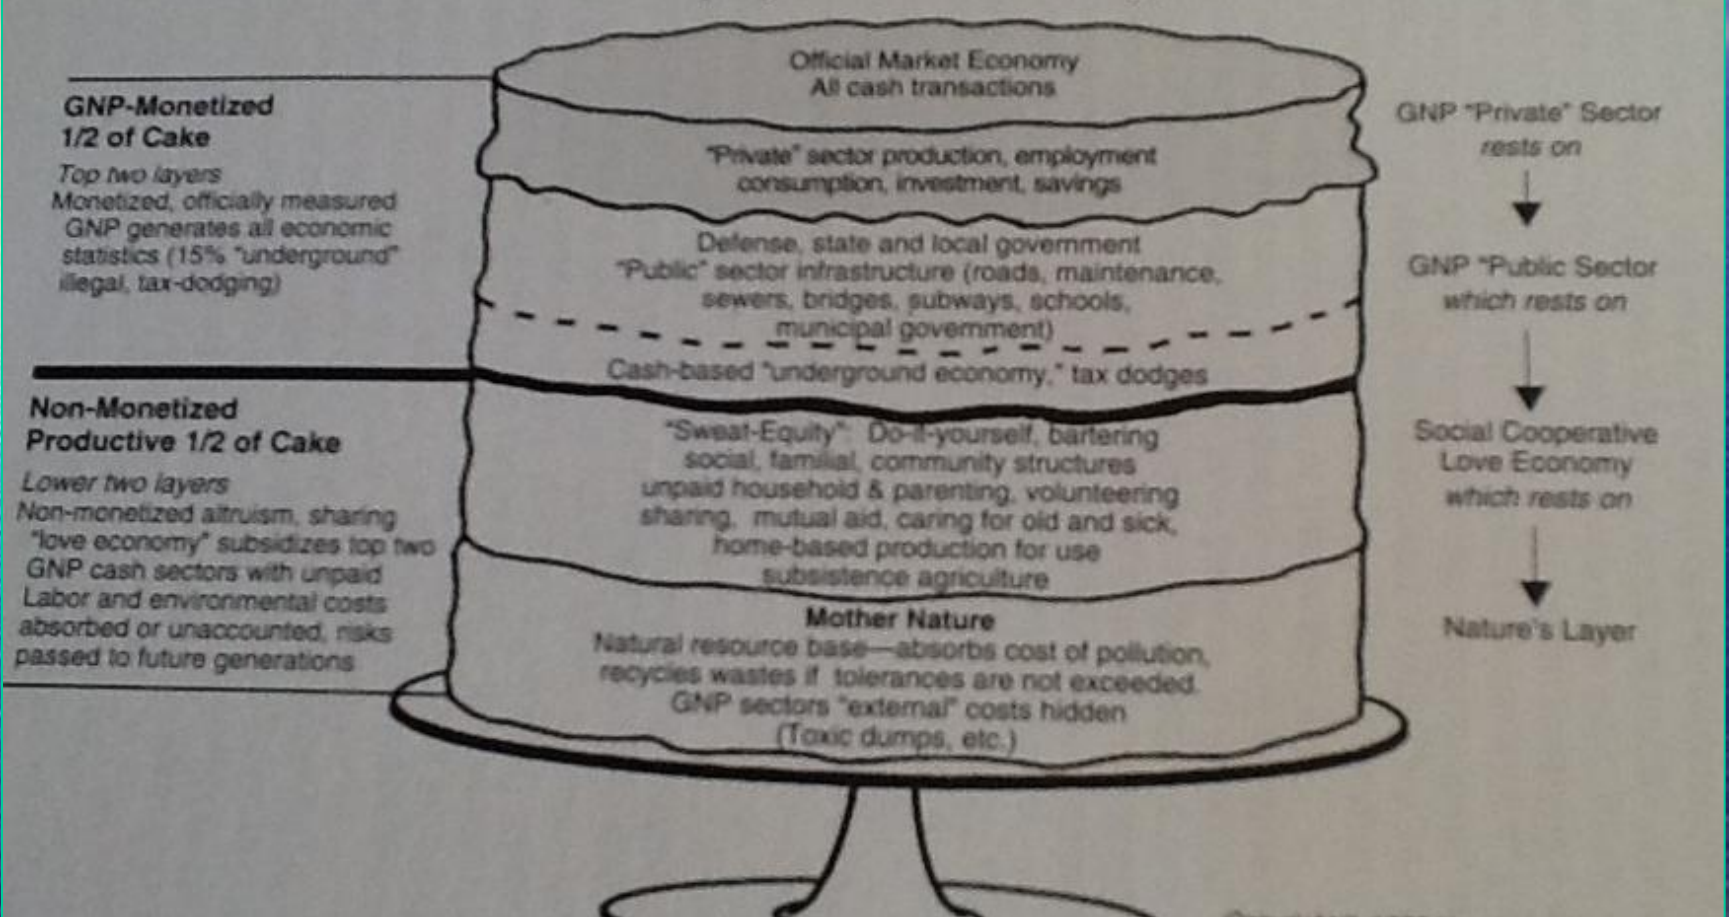 GNP-Monetized
1/2 of Cake
Top two layers
Monetized, officially measured
GNP generates all economic
statistics (15% "underground"
illegal, tax-dodging)
Non-Monetized
Productive 1/2 of Cake
Lower two layers
Non-monetized altruism, sharing
"love economy" subsidizes top two
GNP cash sectors with unpaid
Labor and environmental costs
absorbed or unaccounted, risks
passed to future generations
Official Market Economy
All cash transactions
"Private" sector production, employment
consumption, investment, savings
Defense, state and local government
"Public" sector infrastructure (roads, maintenance,
sewers, bridges, subways, schools,
municipal government)
Cash-based "underground economy," tax dodges
"Sweat-Equity": Do-it-yourself, bartering
social, familial, community structures
unpaid household & parenting, volunteering
sharing, mutual aid, caring for old and sick,
home-based production for use
subsistence agriculture
Mother Nature
Natural resource base—absorbs cost of pollution,
recycles wastes if tolerances are not exceeded.
GNP sectors "external" costs hidden
(Toxic dumps, etc.)
GNP "Private" Sector
rests on
GNP "Public Sector
which rests on
Social Cooperative
Love Economy
which rests on
Nature's Layer